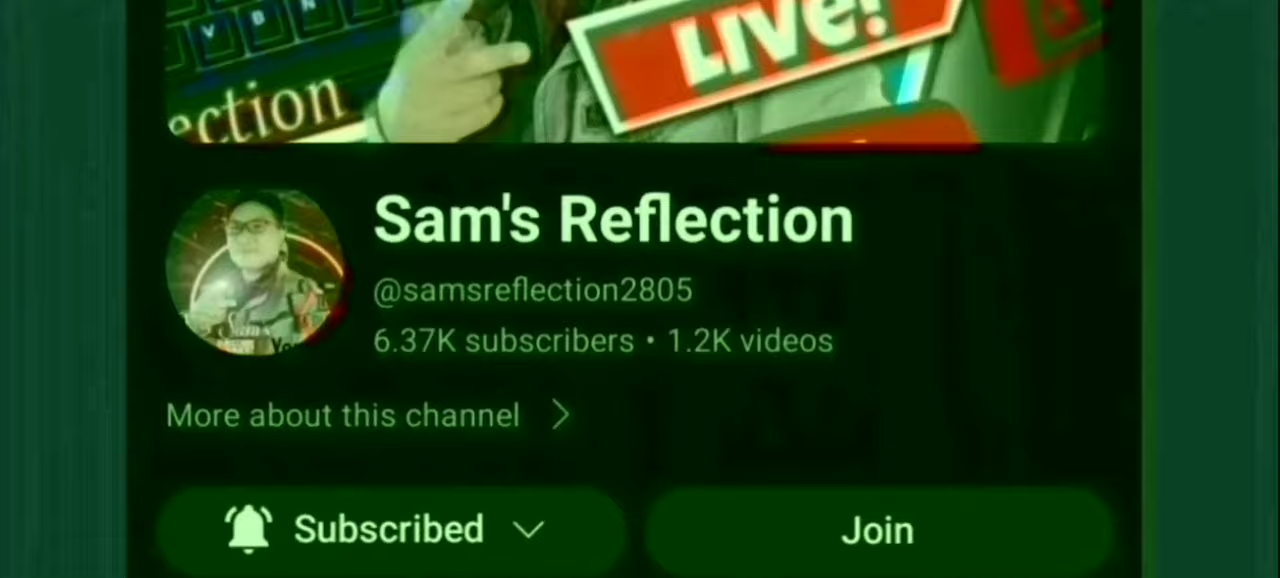 V B N
ection
LIVE!
Sam's Reflection
@samsreflection2805
6.37K subscribers • 1.2K videos
More about this channel
Subscribed
Join